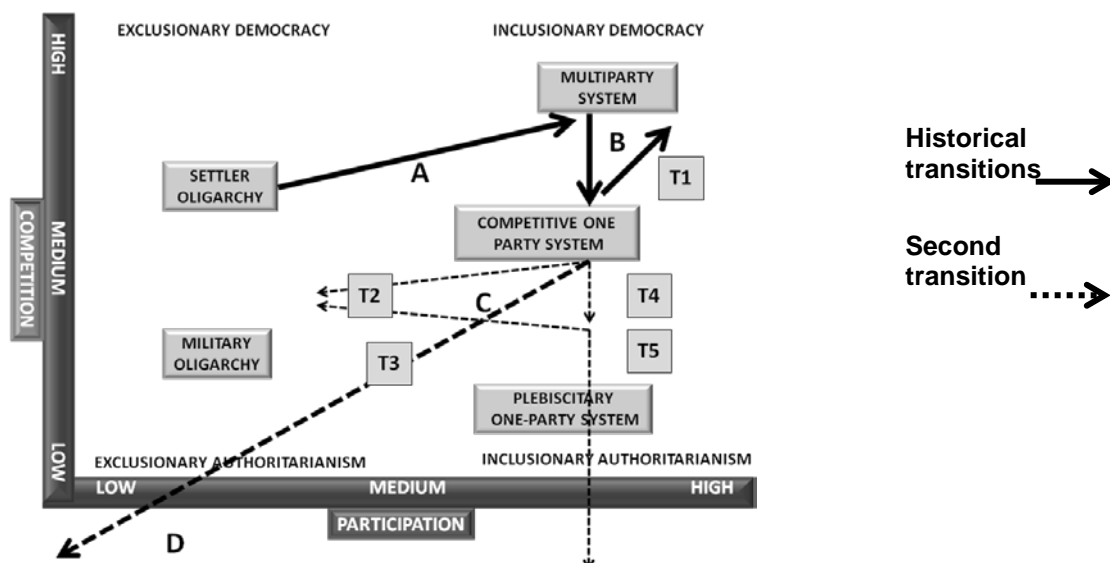 EXCLUSIONARY DEMOCRACY
INCLUSIONARY DEMOCRACY
HIGH
MULTIPARTY
SYSTEM
B
A
T1
SETTLER
OLIGARCHY
COMPETITIVE ONE
PARTY SYSTEM
COMPETITION
MEDIUM
T2
C
T4
MILITARY
OLIGARCHY
T3
T5
PLEBISCITARY
ONE-PARTY SYSTEM
LOW
EXCLUSIONARY AUTHORITARIANISM
INCLUSIONARY AUTHORITARIANISM
LOW
MEDIUM
HIGH
PARTICIPATION
D
Historical
transitions
Second
transition